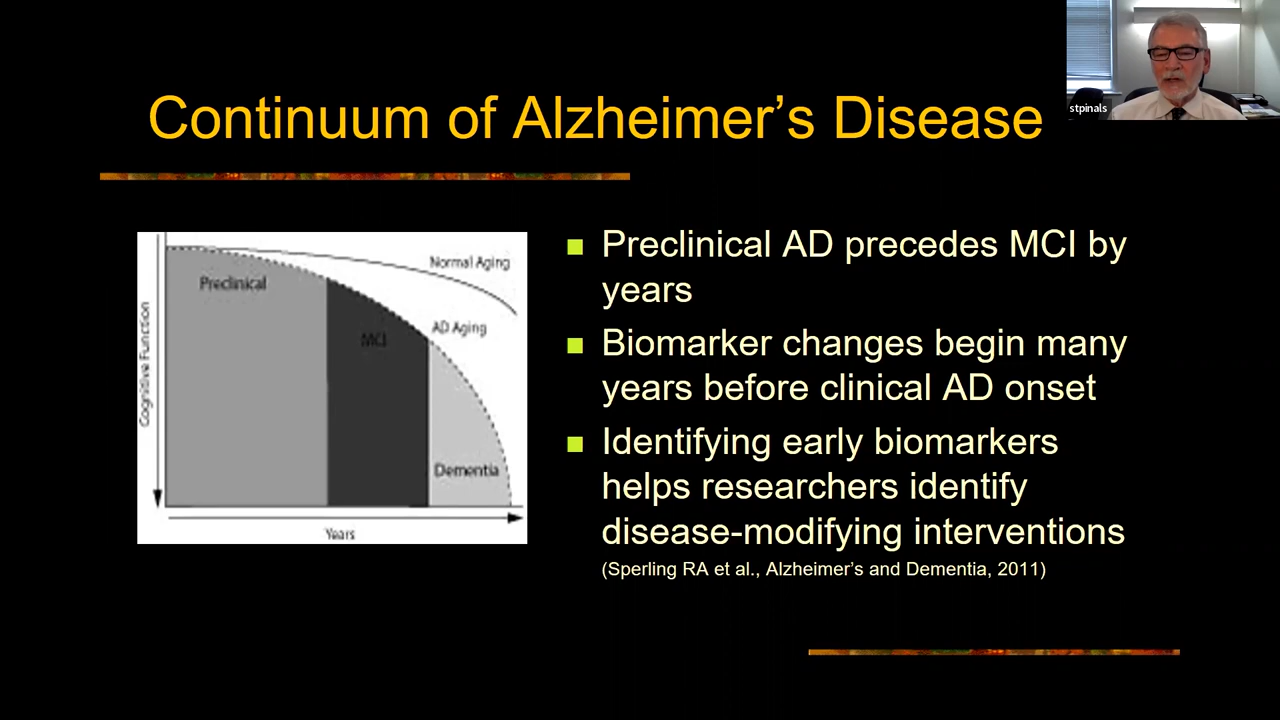 stpinals
Continuum of Alzheimer's Disease
Normal Aging
Preclinical
AD Aging
MCI
Cognitive Function
Dementia
Years
Preclinical AD precedes MCI by
years
Biomarker changes begin many
years before clinical AD onset
Identifying early biomarkers
helps researchers identify
disease-modifying interventions
(Sperling RA et al., Alzheimer's and Dementia, 2011)